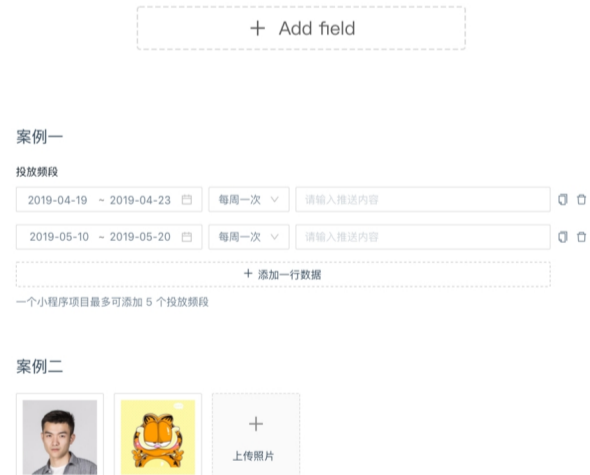 + Add field
案例一
投放频段
2019-04-19 ~ 2019-04-23 每周一次 请输入推送内容
2019-05-10 ~ 2019-05-20 每周一次 请输入推送内容
+ 添加一行数据
一个小程序项目最多可添加 5 个投放频段
案例二
+
上传照片